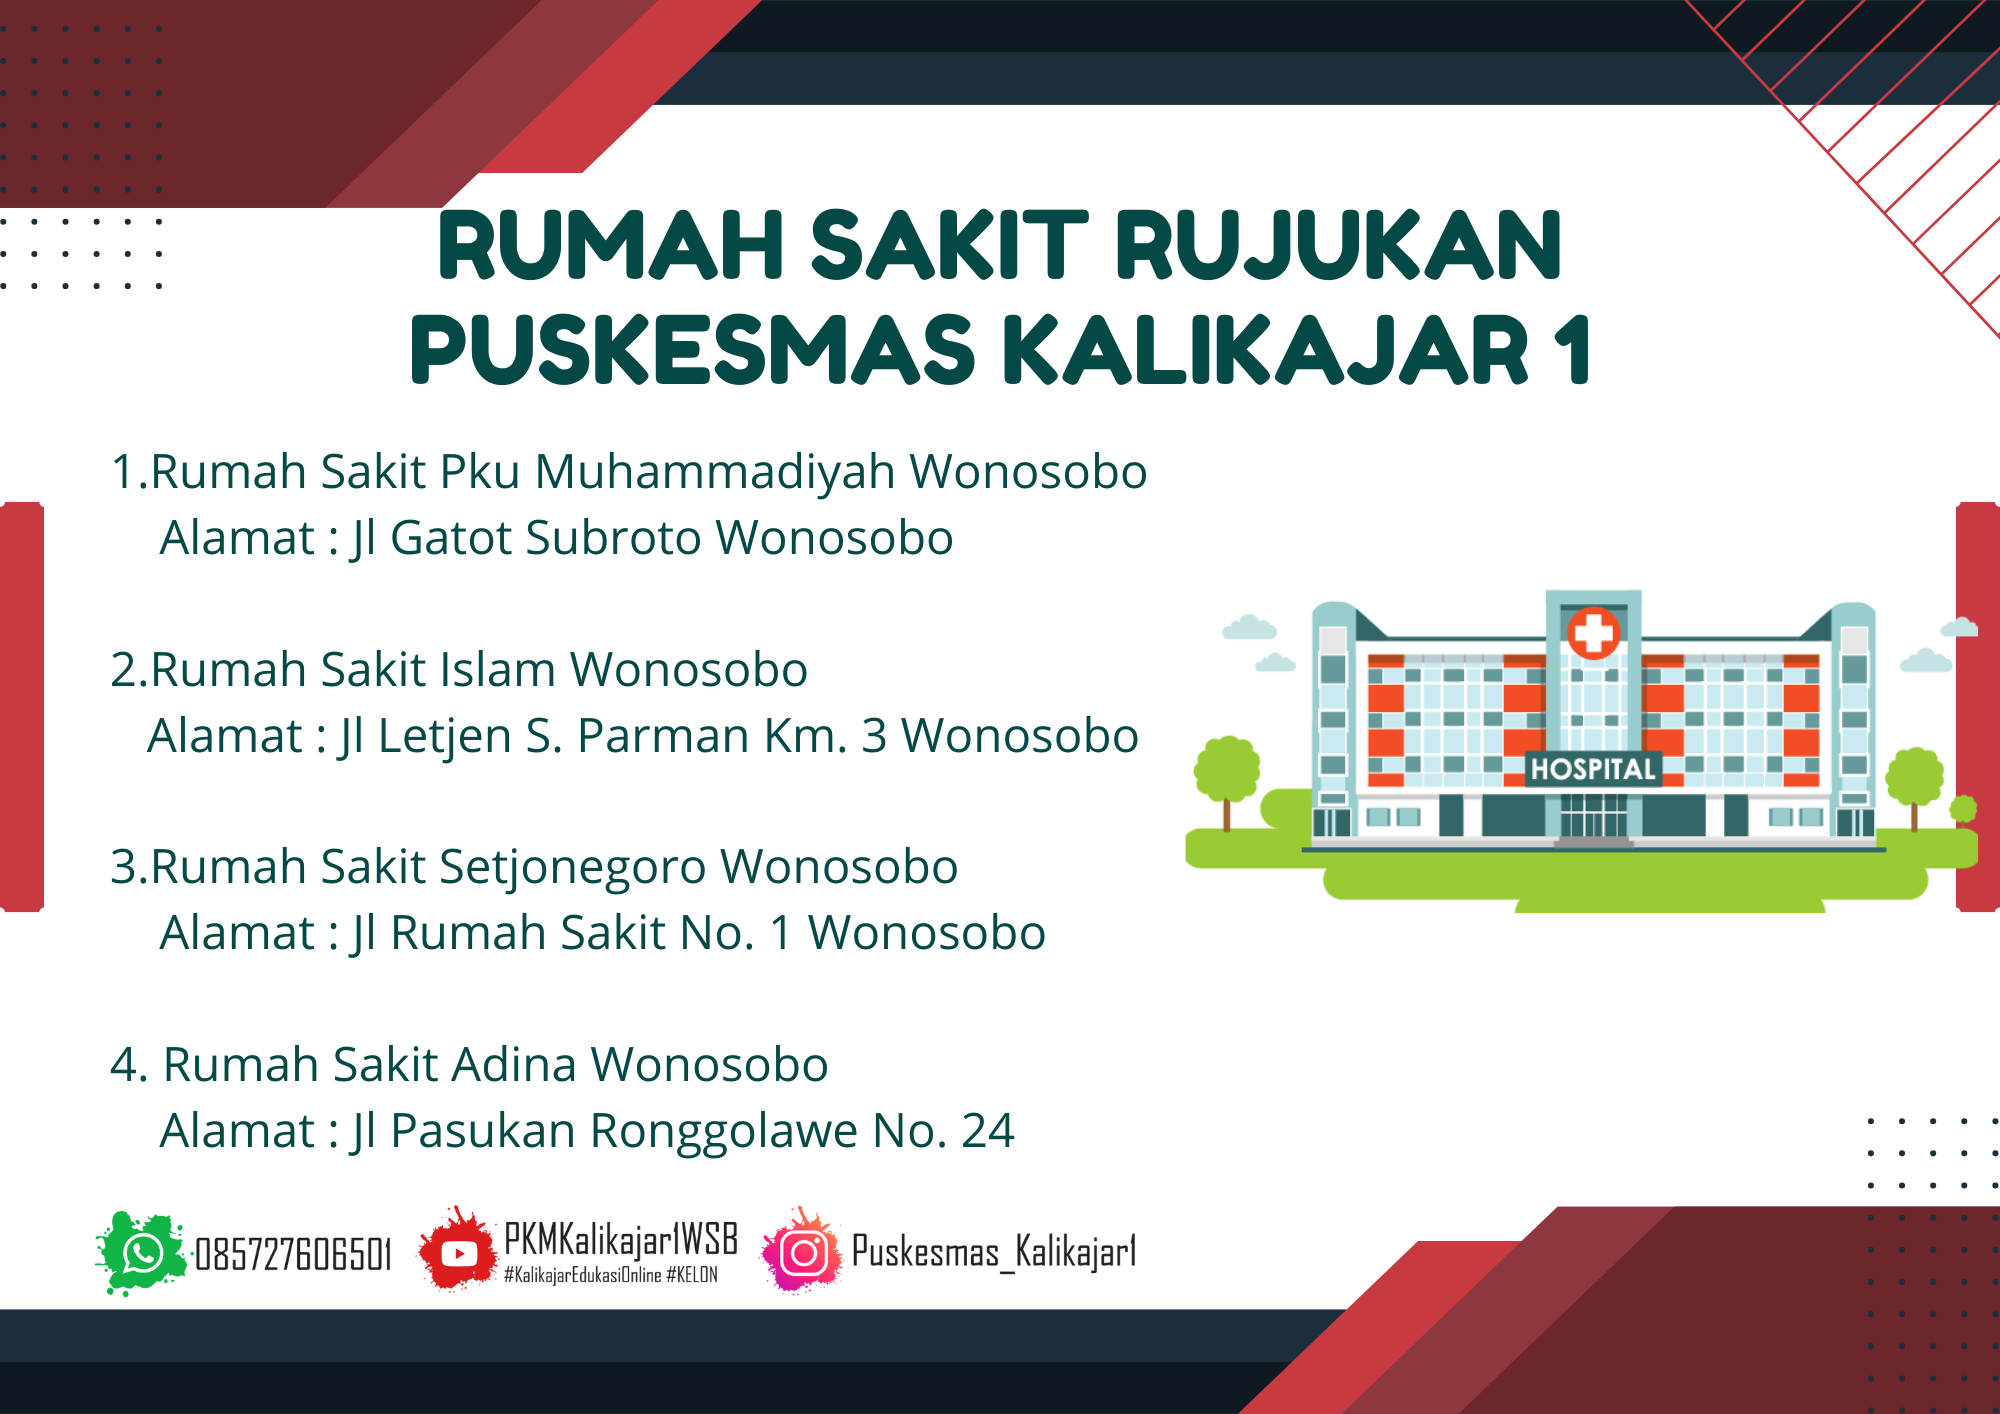 RUMAH SAKIT RUJUKAN
PUSKESMAS KALIKAJAR 1
1.Rumah Sakit Pku Muhammadiyah Wonosobo
Alamat : Jl Gatot Subroto Wonosobo
2.Rumah Sakit Islam Wonosobo
Alamat : Jl Letjen S. Parman Km. 3 Wonosobo
3.Rumah Sakit Setjonegoro Wonosobo
Alamat : Jl Rumah Sakit No. 1 Wonosobo
4. Rumah Sakit Adina Wonosobo
Alamat : Jl Pasukan Ronggolawe No. 24
HOSPITAL
085727606501
PKMKalikajar1WSB
#KalikajarEdukasiOnline #KELON
Puskesmas_Kalikajar1